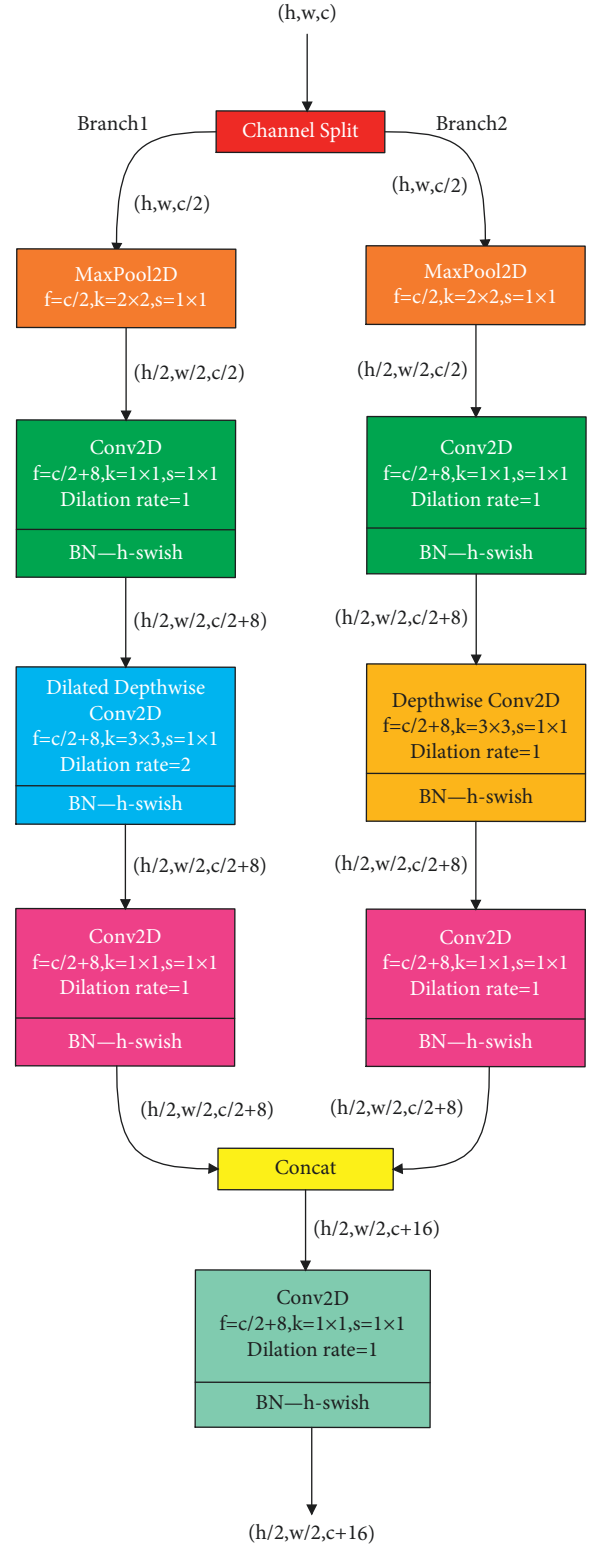 (h,w,c)
Branch1
Channel Split
Branch2
(h,w,c/2)
(h,w,c/2)
MaxPool2D
f=c/2,k=2×2,s=1×1
MaxPool2D
f=c/2,k=2×2,s=1×1
(h/2,w/2,c/2)
(h/2,w/2,c/2)
Conv2D
f=c/2+8,k=1×1,s=1×1
Dilation rate=1
BN—h-swish
Conv2D
f=c/2+8,k=1×1,s=1×1
Dilation rate=1
BN—h-swish
(h/2,w/2,c/2+8)
(h/2,w/2,c/2+8)
Dilated Depthwise
Conv2D
f=c/2+8,k=3×3,s=1×1
Dilation rate=2
BN—h-swish
Depthwise Conv2D
f=c/2+8,k=3×3,s=1×1
Dilation rate=1
BN—h-swish
(h/2,w/2,c/2+8)
(h/2,w/2,c/2+8)
Conv2D
f=c/2+8,k=1×1,s=1×1
Dilation rate=1
BN—h-swish
Conv2D
f=c/2+8,k=1×1,s=1×1
Dilation rate=1
BN—h-swish
(h/2,w/2,c/2+8)
(h/2,w/2,c/2+8)
Concat
(h/2,w/2,c+16)
Conv2D
f=c/2+8,k=1×1,s=1×1
Dilation rate=1
BN—h-swish
(h/2,w/2,c+16)